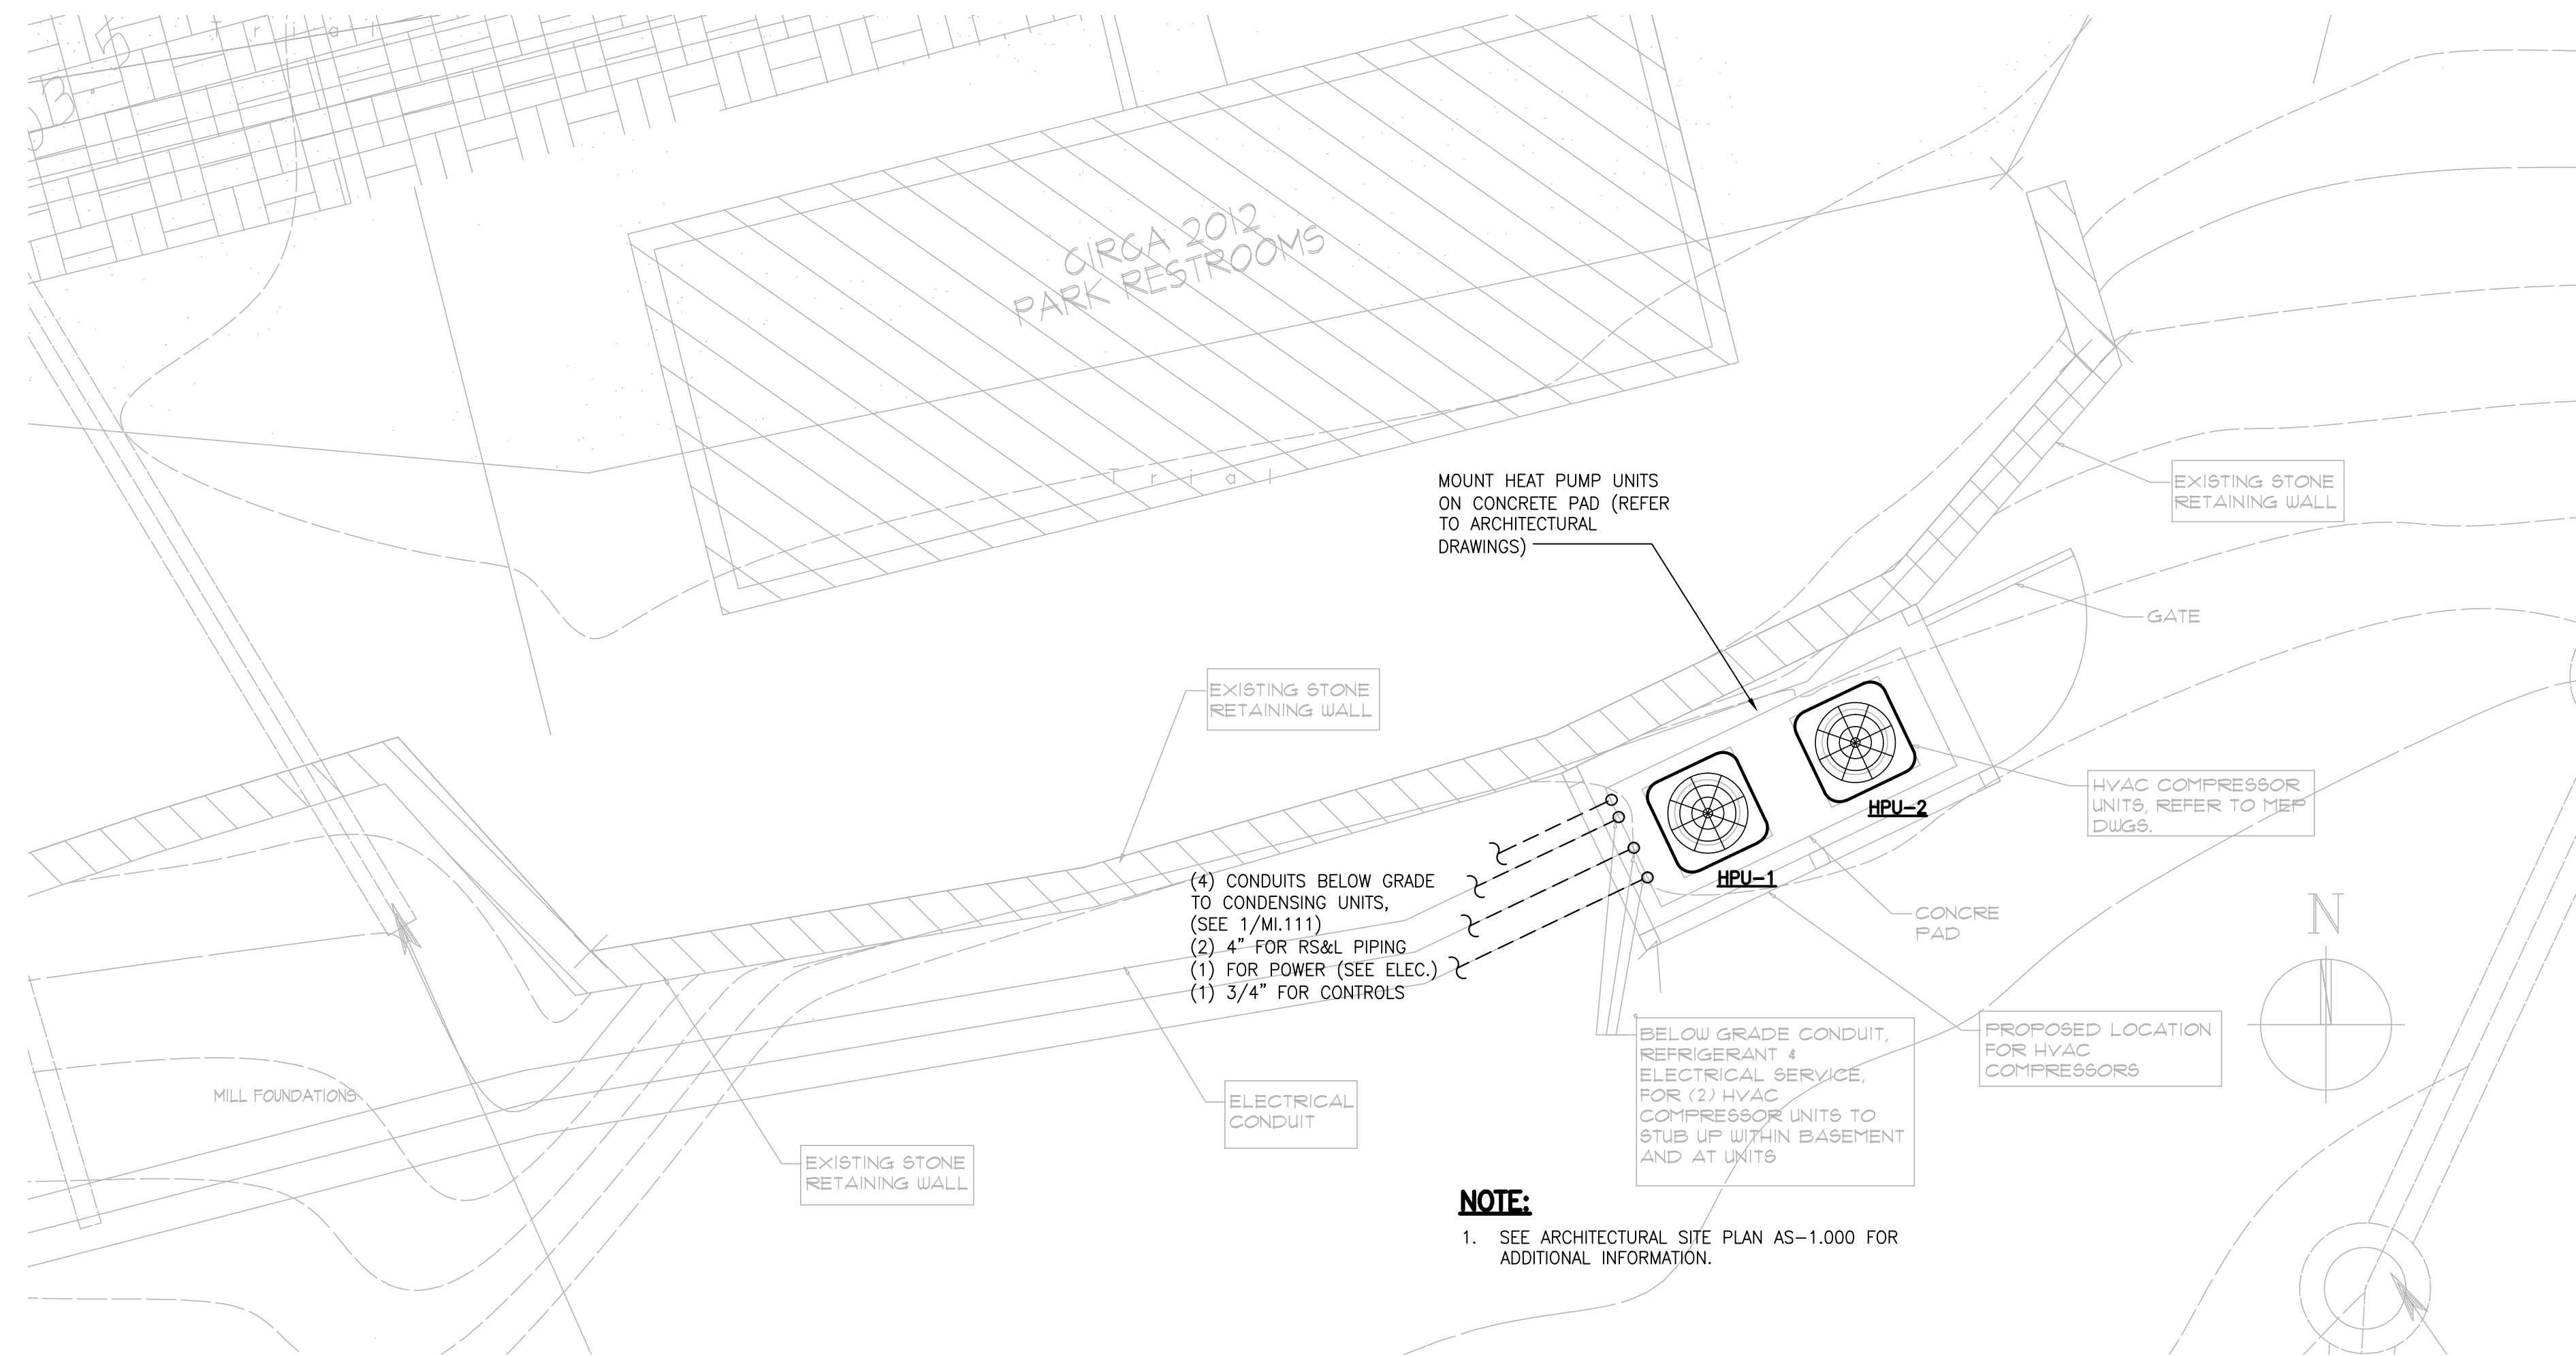 T r i a l
CIRCA 2012
PARK RESTROOMS
T r i a l
MOUNT HEAT PUMP UNITS
ON CONCRETE PAD (REFER
TO ARCHITECTURAL
DRAWINGS)
EXISTING STONE
RETAINING WALL
GATE
EXISTING STONE
RETAINING WALL
HVAC COMPRESSOR
UNITS, REFER TO MEP
DWGS.
HPU-2
HPU-1
(4) CONDUITS BELOW GRADE
TO CONDENSING UNITS,
(SEE 1/MI.111)
(2) 4" FOR RS&L PIPING
(1) FOR POWER (SEE ELEC.)
(1) 3/4" FOR CONTROLS
CONCRE
PAD
N
BELOW GRADE CONDUIT,
REFRIGERANT &
ELECTRICAL SERVICE,
FOR (2) HVAC
COMPRESSOR UNITS TO
STUB UP WITHIN BASEMENT
AND AT UNITS
PROPOSED LOCATION
FOR HVAC
COMPRESSORS
MILL FOUNDATIONS
ELECTRICAL
CONDUIT
EXISTING STONE
RETAINING WALL
NOTE:
1. SEE ARCHITECTURAL SITE PLAN AS-1.000 FOR
ADDITIONAL INFORMATION.